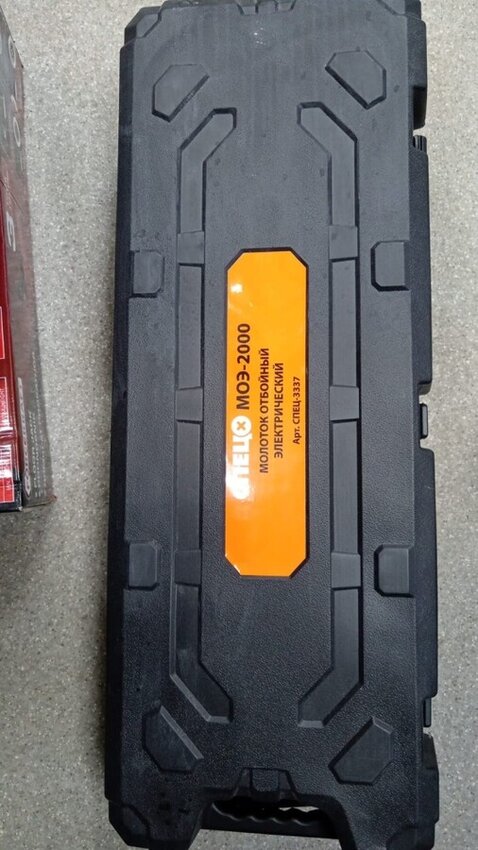 СПЕЦ МОЭ-2000
МОЛОТОК ОТБОЙНЫЙ
ЭЛЕКТРИЧЕСКИЙ
Арт. СПЕЦ-3337